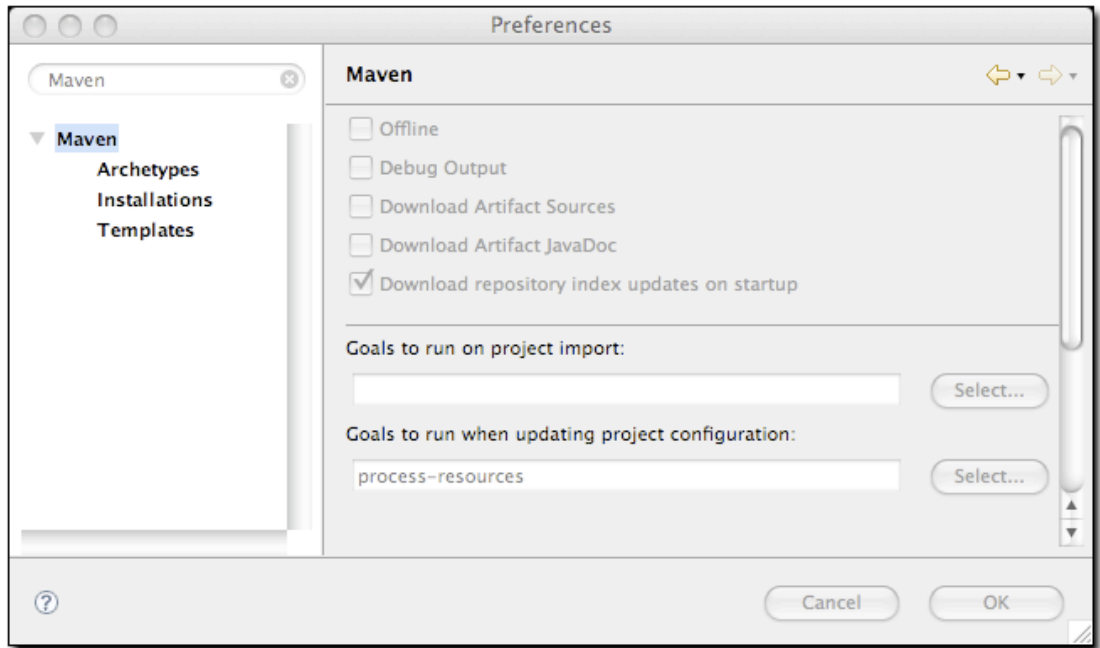 Preferences
Maven
Maven
Archetypes
Installations
Templates
Maven
Offline
Debug Output
Download Artifact Sources
Download Artifact JavaDoc
Download repository index updates on startup
Goals to run on project import:
Select...
Goals to run when updating project configuration:
process-resources
Select...
?
Cancel
OK